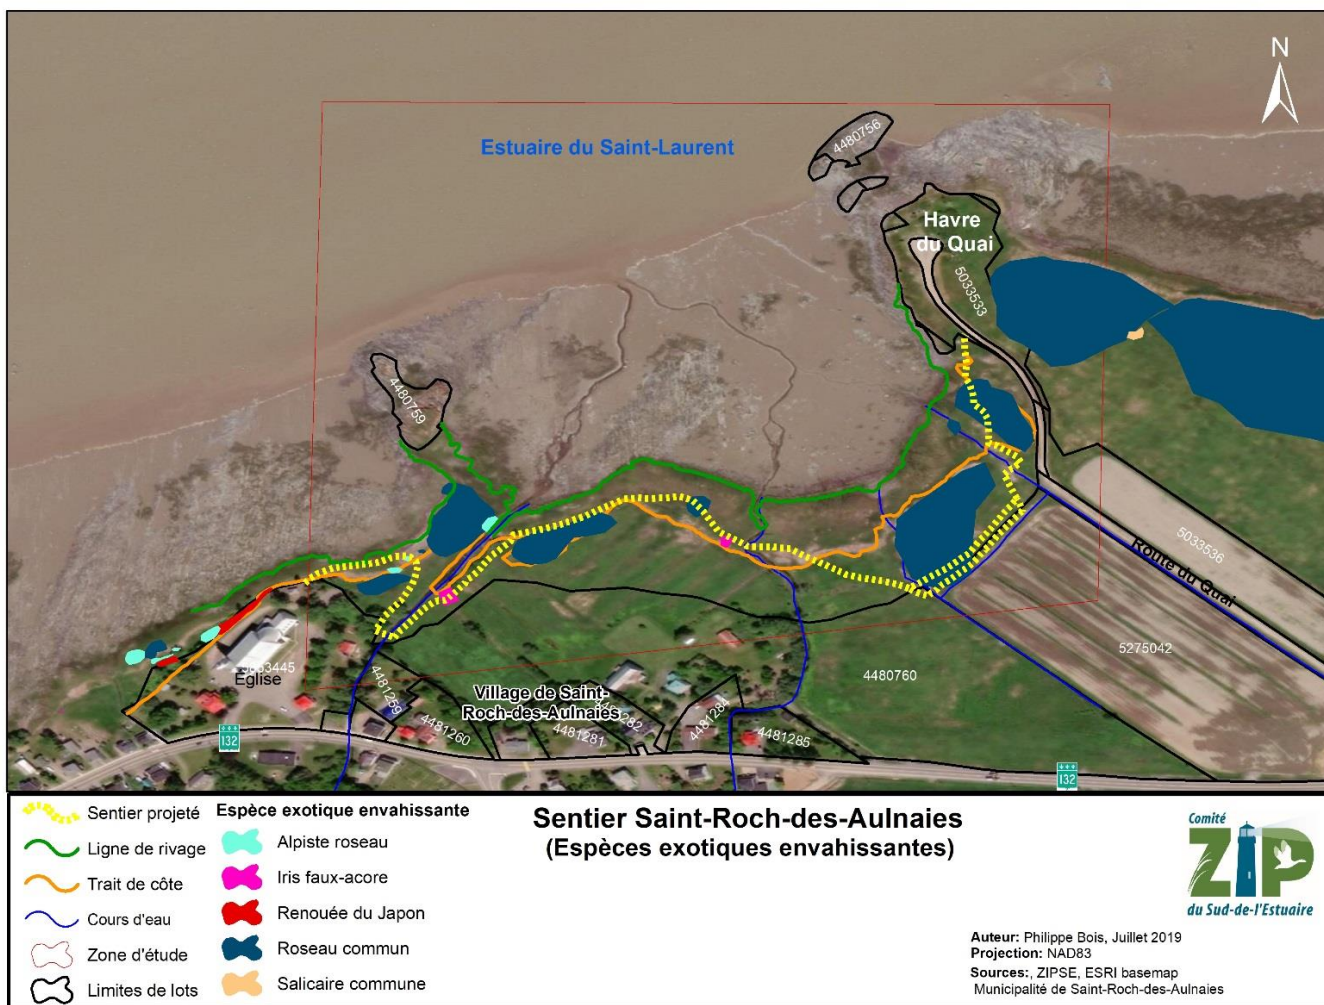 N
Estuaire du Saint-Laurent
4480756
Havre
du Quai
5033533
4480759
5033536
Route du Quai
5275042
4480760
Église
4481259
4481260
Village de Saint-
Roch-des-Aulnaies
4481281
4481284
4481285
132
132
Sentier projeté
Ligne de rivage
Trait de côte
Cours d'eau
Zone d'étude
Limites de lots
Espèce exotique envahissante
Alpiste roseau
Iris faux-acore
Renouée du Japon
Roseau commun
Salicaire commune
Sentier Saint-Roch-des-Aulnaies
(Espèces exotiques envahissantes)
Comité
ZIP
du Sud-de-l'Estuaire
Auteur: Philippe Bois, Juillet 2019
Projection: NAD83
Sources:, ZIPSE, ESRI basemap
Municipalité de Saint-Roch-des-Aulnaies